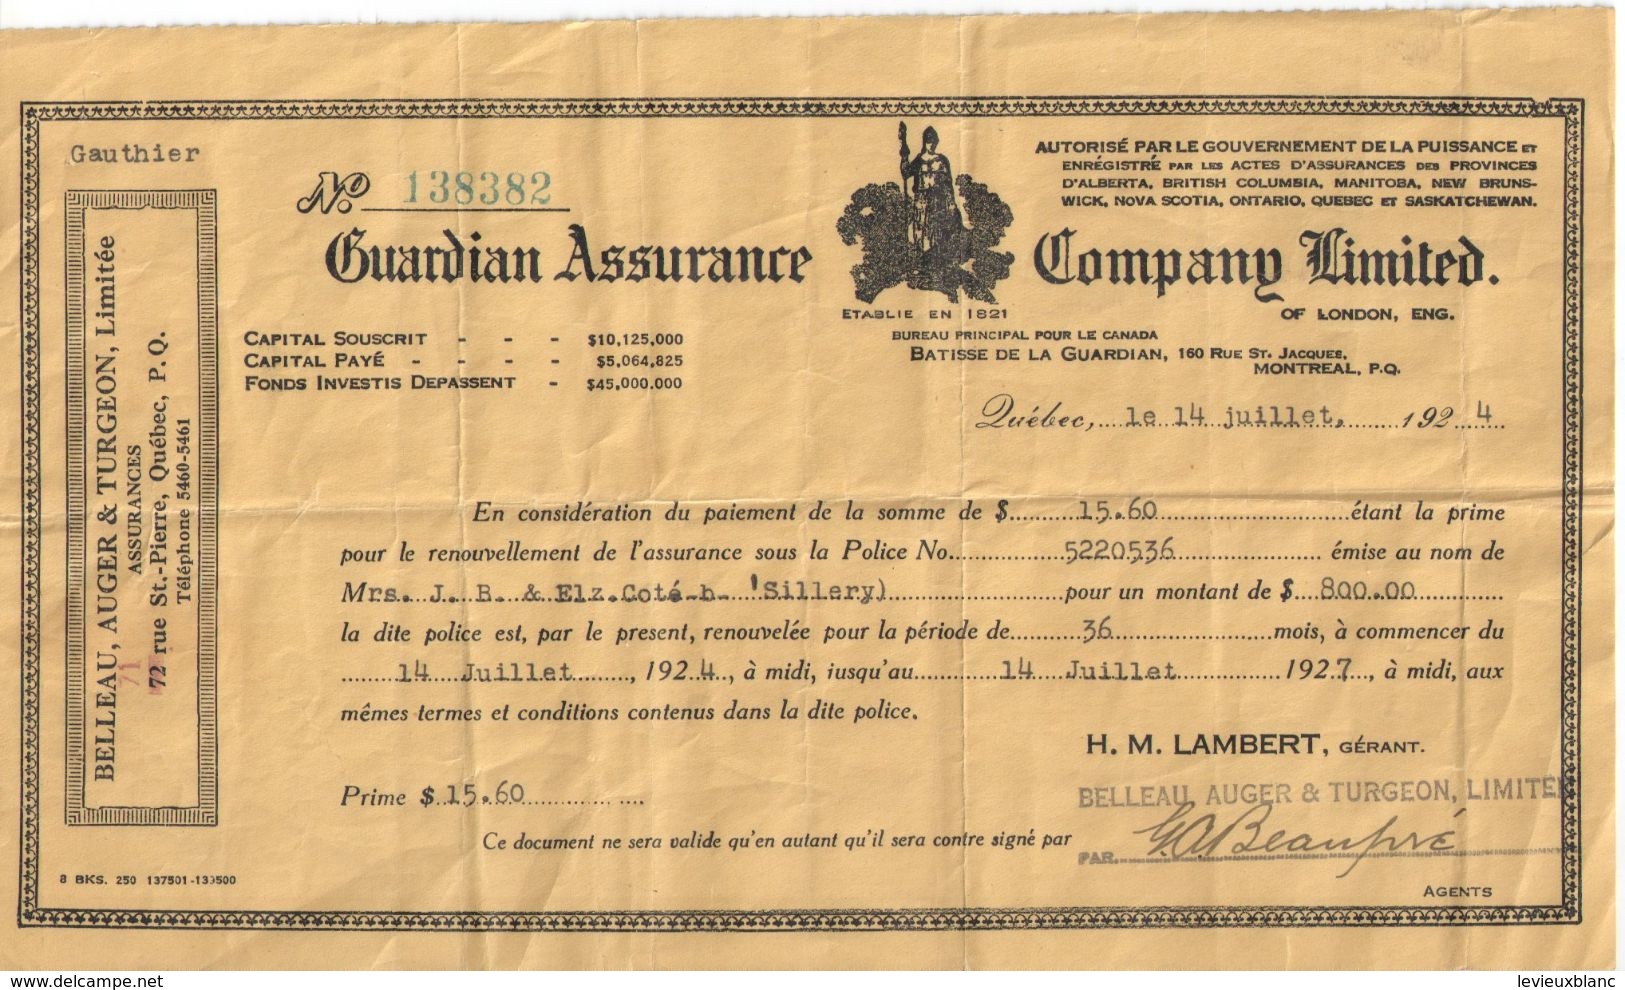 Gauthier
No. 138382
AUTORISÉ PAR LE GOUVERNEMENT DE LA PUISSANCE ET
ENRÉGISTRÉ PAR LES ACTES D'ASSURANCES DES PROVINCES
D'ALBERTA, BRITISH COLUMBIA, MANITOBA, NEW BRUNS-
WICK, NOVA SCOTIA, ONTARIO, QUEBEC ET SASKATCHEWAN.
Guardian Assurance Company Limited.
ETABLIE EN 1821
OF LONDON, ENG.
CAPITAL SOUSCRIT - - - $10,125,000
CAPITAL PAYÉ - - - - $5,064,825
FONDS INVESTIS DEPASSENT - $45,000.000
BUREAU PRINCIPAL POUR LE CANADA
BATISSE DE LA GUARDIAN, 160 RUE ST. JACQUES,
MONTREAL, P.Q.
BELLEAU, AUGER & TURGEON, Limitée
ASSURANCES
71
72 rue St.-Pierre, Québec, P. Q.
Téléphone 5460-5461
Québec, le 14 juillet, 1924
En considération du paiement de la somme de $ 15.60 étant la prime
pour le renouvellement de l'assurance sous la Police No. 5220536 émise au nom de
Mrs. J. B. & Elz. Coté-b- 'Sillery) pour un montant de $ 800.00
la dite police est, par le présent, renouvelée pour la période de 36 mois, à commencer du
14 Juillet, 1924, à midi, iusqu'au 14 Juillet 1927, à midi, aux
mêmes termes et conditions contenus dans la dite police.
H. M. LAMBERT, GÉRANT.
Prime $ 15.60
BELLEAU, AUGER & TURGEON, LIMITEE
Ce document ne sera valide qu'en autant qu'il sera contre signé par
PAR G.A. Beaupré
8 BKS. 250 137501-139500
AGENTS
delcampe.net
levieuxblanc